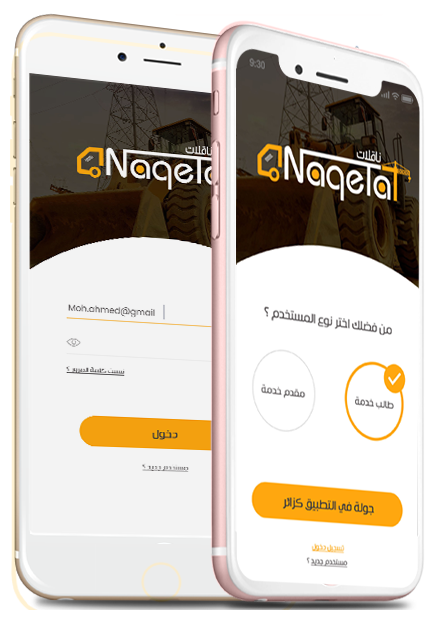 ناقلات
Naqelat
Moh.ahmed@gmail
نسيت كلمة المرور ؟
دخول
مستخدم جديد ؟
9:30
ناقلات
Naqelat
من فضلك اختر نوع المستخدم ؟
مقدم خدمة
طالب خدمة
جولة في التطبيق كزائر
تسجيل دخول
مستخدم جديد ؟